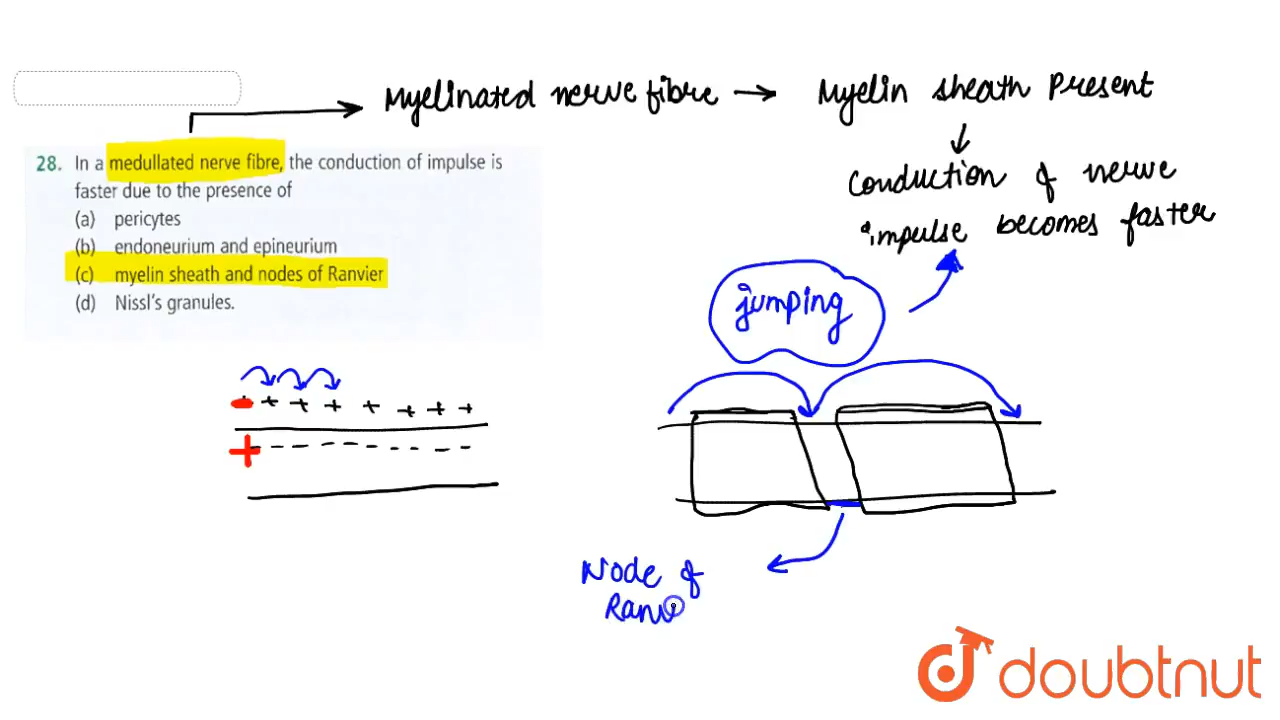 Myelinated nerve fibre → Myelin sheath Present
28. In a medullated nerve fibre, the conduction of impulse is
faster due to the presence of
(a) pericytes
(b) endoneurium and epineurium
(c) myelin sheath and nodes of Ranvier
(d) Nissl's granules.
Conduction of nerve
impulse becomes faster
jumping
+ + + + + + +
+ - - - - - - - - -
Node of
Ranvi
doubtnut